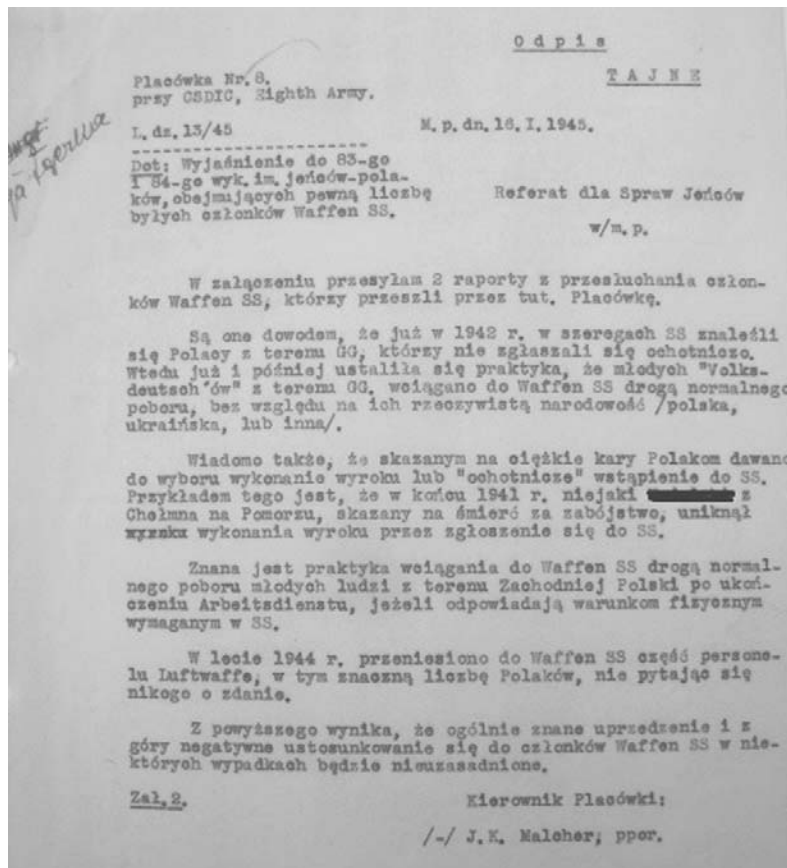 Odpis
TAJNE
Placówka Nr. 8.
przy CSDIC, Eighth Army.
L. dz. 13/45
M. p. dn. 16. I. 1945.
Dot: Wyjaśnienie do 83-go
i 84-go wyk. im. jeńców-pola-
ków, obejmujących pewną liczbę
byłych członków Waffen SS.
Referat dla Spraw Jeńców
w/m. p.
W załączeniu przesyłam 2 raporty z przesłuchania człon-
ków Waffen SS, którzy przeszli przez tut. Placówkę.
Są one dowodem, że już w 1942 r. w szeregach SS znaleźli
się Polacy z terenu GG, którzy nie zgłaszali się ochotniczo.
Wtedu już i później ustaliła się praktyka, że młodych "Volks-
deutsch'ów" z terenu GG. wciągano do Waffen SS drogą normalnego
poboru, bez względu na ich rzeczywistą narodowość /polska,
ukraińska, lub inna/.
Wiadomo także, że skazanym na ciężkie kary Polakom dawano
do wyboru wykonanie wyroku lub "ochotnicze" wstąpienie do SS.
Przykładem tego jest, że w końcu 1941 r. niejaki z
Chełmna na Pomorzu, skazany na śmierć za zabójstwo, uniknął
wykonania wyroku przez zgłoszenie się do SS.
Znana jest praktyka wciągania do Waffen SS drogą normal-
nego poboru młodych ludzi z terenu Zachodniej Polski po ukoń-
czeniu Arbeitsdienstu, jeżeli odpowiadają warunkom fizycznym
wymaganym w SS.
W lecie 1944 r. przeniesiono do Waffen SS część persone-
lu Luftwaffe, w tym znaczną liczbę Polaków, nie pytając się
nikogo o zdanie.
Z powyższego wynika, że ogólnie znane uprzedzenie i z
góry negatywne ustosunkowanie się do członków Waffen SS w nie-
których wypadkach będzie nieuzasadnione.
Zał. 2.
Kierownik Placówki:
/-/ J. K. Malcher, ppor.